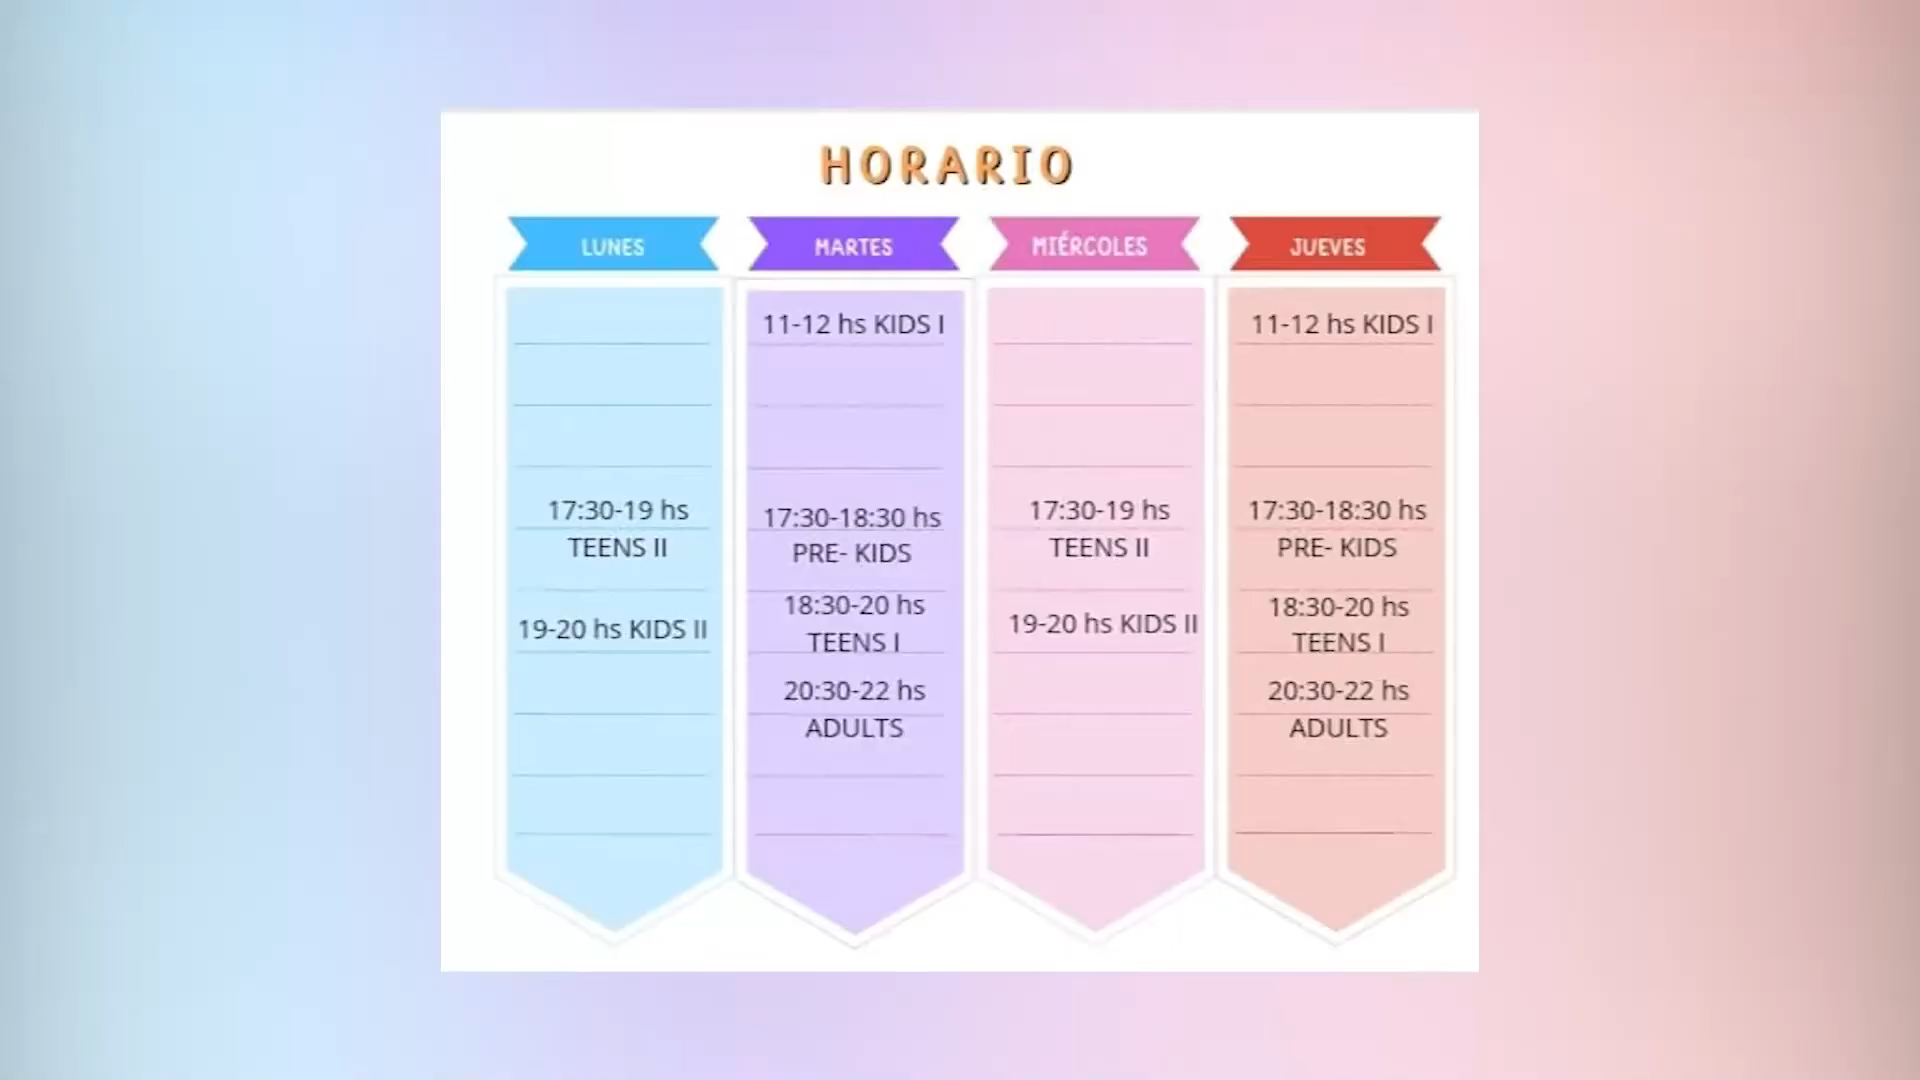 HORARIO
LUNES
17:30-19 hs
TEENS II
19-20 hs KIDS II
MARTES
11-12 hs KIDS I
17:30-18:30 hs
PRE- KIDS
18:30-20 hs
TEENS I
20:30-22 hs
ADULTS
MIÉRCOLES
17:30-19 hs
TEENS II
19-20 hs KIDS II
JUEVES
11-12 hs KIDS I
17:30-18:30 hs
PRE- KIDS
18:30-20 hs
TEENS I
20:30-22 hs
ADULTS